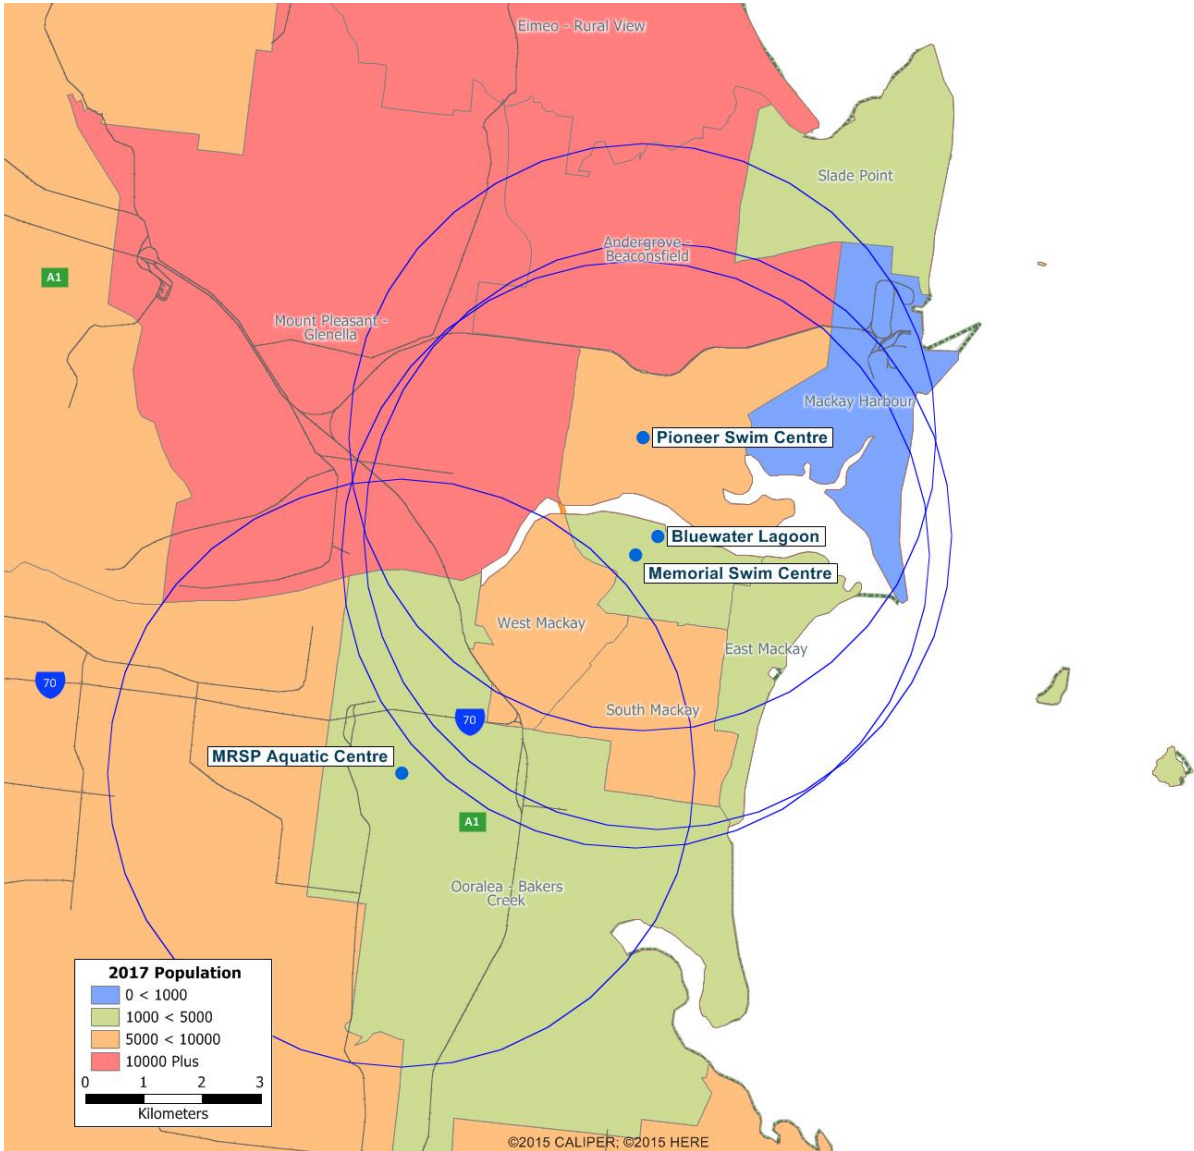 Eimeo - Rural View
Slade Point
Andergrove -
Beaconsfield
A1
Mount Pleasant -
Glenella
Mackay Harbour
Pioneer Swim Centre
Bluewater Lagoon
Memorial Swim Centre
West Mackay
East Mackay
70
South Mackay
70
MRSP Aquatic Centre
A1
Ooralea - Bakers
Creek
2017 Population
0 < 1000
1000 < 5000
5000 < 10000
10000 Plus
0 1 2 3
Kilometers
©2015 CALIPER; ©2015 HERE